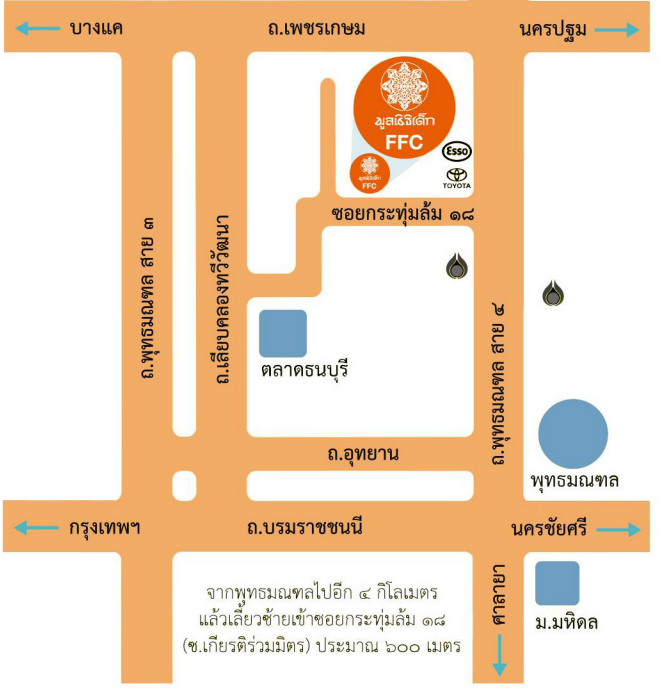 บางแค
ถ.เพชรเกษม
นครปฐม
มูลนิธิเด็ก
FFC
Esso
TOYOTA
มูลนิธิเด็ก
FFC
ซอยกระทุ่มล้ม ๑๘
ถ.พุทธมณฑล สาย ๓
ถ.เลียบคลองทวีวัฒนา
ถ.พุทธมณฑล สาย ๔
ตลาดธนบุรี
ถ.อุทยาน
พุทธมณฑล
กรุงเทพฯ
ถ.บรมราชชนนี
นครชัยศรี
ศาลายา
ม.มหิดล
จากพุทธมณฑลไปอีก ๔ กิโลเมตร
แล้วเลี้ยวซ้ายเข้าซอยกระทุ่มล้ม ๑๘
(ซ.เกียรติร่วมมิตร) ประมาณ ๖๐๐ เมตร